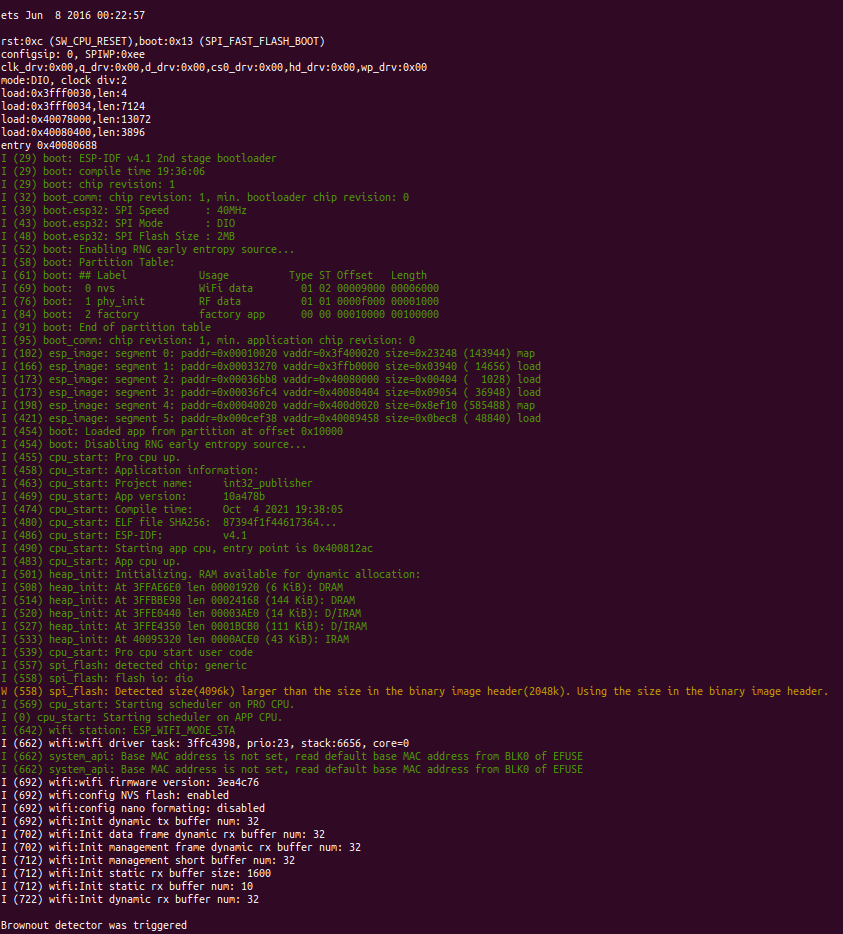 ets Jun  8 2016 00:22:57
rst:0xc (SW_CPU_RESET),boot:0x13 (SPI_FAST_FLASH_BOOT)
configsip: 0, SPIWP:0xee
clk_drv:0x00,q_drv:0x00,d_drv:0x00,cs0_drv:0x00,hd_drv:0x00,wp_drv:0x00
mode:DIO, clock div:2
load:0x3fff0030,len:4
load:0x3fff0034,len:7124
load:0x40078000,len:13072
load:0x40080400,len:3896
entry 0x40080688
I (29) boot: ESP-IDF v4.1 2nd stage bootloader
I (29) boot: compile time 19:36:06
I (29) boot: chip revision: 1
I (32) boot_comm: chip revision: 1, min. bootloader chip revision: 0
I (39) boot.esp32: SPI Speed      : 40MHz
I (43) boot.esp32: SPI Mode       : DIO
I (48) boot.esp32: SPI Flash Size : 2MB
I (52) boot: Enabling RNG early entropy source...
I (58) boot: Partition Table:
I (61) boot: ## Label            Usage          Type ST Offset   Length
I (69) boot:  0 nvs              WiFi data        01 02 00009000 00006000
I (76) boot:  1 phy_init         RF data          01 01 0000f000 00001000
I (84) boot:  2 factory          factory app      00 00 00010000 00100000
I (91) boot: End of partition table
I (95) boot_comm: chip revision: 1, min. application chip revision: 0
I (102) esp_image: segment 0: paddr=0x00010020 vaddr=0x3f400020 size=0x23248 (143944) map
I (166) esp_image: segment 1: paddr=0x00033270 vaddr=0x3ffb0000 size=0x03940 ( 14656) load
I (173) esp_image: segment 2: paddr=0x00036bb8 vaddr=0x40080000 size=0x00404 (  1028) load
I (173) esp_image: segment 3: paddr=0x00036fc4 vaddr=0x40080404 size=0x09054 ( 36948) load
I (198) esp_image: segment 4: paddr=0x00040020 vaddr=0x400d0020 size=0x8ef10 (585488) map
I (421) esp_image: segment 5: paddr=0x000cef38 vaddr=0x40089458 size=0x0bec8 ( 48840) load
I (454) boot: Loaded app from partition at offset 0x10000
I (454) boot: Disabling RNG early entropy source...
I (455) cpu_start: Pro cpu up.
I (458) cpu_start: Application information:
I (463) cpu_start: Project name:     int32_publisher
I (469) cpu_start: App version:      10a478b
I (474) cpu_start: Compile time:     Oct  4 2021 19:38:05
I (480) cpu_start: ELF file SHA256:  87394f1f44617364...
I (486) cpu_start: ESP-IDF:          v4.1
I (490) cpu_start: Starting app cpu, entry point is 0x400812ac
I (483) cpu_start: App cpu up.
I (501) heap_init: Initializing. RAM available for dynamic allocation:
I (508) heap_init: At 3FFAE6E0 len 00001920 (6 KiB): DRAM
I (514) heap_init: At 3FFBBE98 len 00024168 (144 KiB): DRAM
I (520) heap_init: At 3FFE0440 len 00003AE0 (14 KiB): D/IRAM
I (527) heap_init: At 3FFE4350 len 0001BCB0 (111 KiB): D/IRAM
I (533) heap_init: At 40095320 len 0000ACE0 (43 KiB): IRAM
I (539) cpu_start: Pro cpu start user code
I (557) spi_flash: detected chip: generic
I (558) spi_flash: flash io: dio
W (558) spi_flash: Detected size(4096k) larger than the size in the binary image header(2048k). Using the size in the binary image header.
I (569) cpu_start: Starting scheduler on PRO CPU.
I (0) cpu_start: Starting scheduler on APP CPU.
I (642) wifi station: ESP_WIFI_MODE_STA
I (662) wifi:wifi driver task: 3ffc4398, prio:23, stack:6656, core=0
I (662) system_api: Base MAC address is not set, read default base MAC address from BLK0 of EFUSE
I (662) system_api: Base MAC address is not set, read default base MAC address from BLK0 of EFUSE
I (692) wifi:wifi firmware version: 3ea4c76
I (692) wifi:config NVS flash: enabled
I (692) wifi:config nano formating: disabled
I (692) wifi:Init dynamic tx buffer num: 32
I (702) wifi:Init data frame dynamic rx buffer num: 32
I (702) wifi:Init management frame dynamic rx buffer num: 32
I (712) wifi:Init management short buffer num: 32
I (712) wifi:Init static rx buffer size: 1600
I (712) wifi:Init static rx buffer num: 10
I (722) wifi:Init dynamic rx buffer num: 32
Brownout detector was triggered